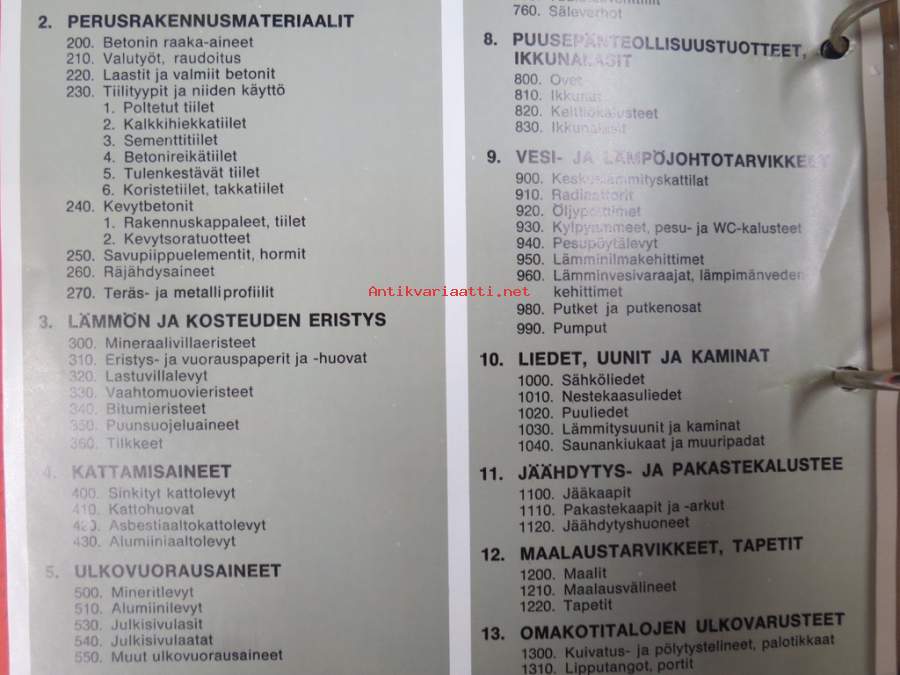 2. PERUSRAKENNUSMATERIAALIT
200. Betonin raaka-aineet
210. Valutyöt, raudoitus
220. Laastit ja valmiit betonit
230. Tiilityypit ja niiden käyttö
1. Poltetut tiilet
2. Kalkkihiekkatiilet
3. Sementtitiilet
4. Betonireikätiilet
5. Tulenkestävät tiilet
6. Koristetiilet, takkatiilet
240. Kevytbetonit
1. Rakennuskappaleet, tiilet
2. Kevytsoratuotteet
250. Savupiippuelementit, hormit
260. Räjähdysaineet
270. Teräs- ja metalliprofiilit
3. LÄMMÖN JA KOSTEUDEN ERISTYS
300. Mineraalivillaeristeet
310. Eristys- ja vuorauspaperit ja -huovat
320. Lastuvillalevyt
330. Vaahtomuovieristeet
340. Bitumieristeet
350. Puunsuojeluaineet
360. Tilkkeet
4. KATTAMISAINEET
400. Sinkityt kattolevyt
410. Kattohuovat
420. Asbestiaaltokattolevyt
430. Alumiiniaaltolevyt
5. ULKOVUORAUSAINEET
500. Mineritlevyt
510. Alumiinilevyt
530. Julkisivulasit
540. Julkisivulaatat
550. Muut ulkovuorausaineet
760. Säleverhot
8. PUUSEPÄNTEOLLISUUSTUOTTEET,
IKKUNALASIT
800. Ovet
810. Ikkunat
820. Keittiökalusteet
830. Ikkunalasit
9. VESI- JA LÄMPÖJOHTOTARVIKKEET
900. Keskuslämmityskattilat
910. Radiaattorit
920. Öljypolttimet
930. Kylpyammeet, pesu- ja WC-kalusteet
940. Pesupöytälevyt
950. Lämminilmakehittimet
960. Lämminvesivaraajat, lämpimänveden
kehittimet
980. Putket ja putkenosat
990. Pumput
10. LIEDET, UUNIT JA KAMINAT
1000. Sähköliedet
1010. Nestekaasuliedet
1020. Puuliedet
1030. Lämmitysuunit ja kaminat
1040. Saunankiukaat ja muuripadat
11. JÄÄHDYTYS- JA PAKASTEKALUSTEE
1100. Jääkaapit
1110. Pakastekaapit ja -arkut
1120. Jäähdytyshuoneet
12. MAALAUSTARVIKKEET, TAPETIT
1200. Maalit
1210. Maalausvälineet
1220. Tapetit
13. OMAKOTITALOJEN ULKOVARUSTEET
1300. Kuivatus- ja pölytystelineet, palotikkaat
1310. Lipputangot, portit
Antikvariaatti.net